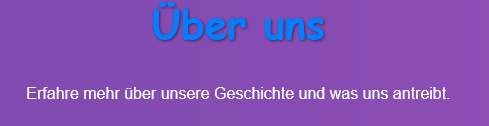 Über uns
Erfahre mehr über unsere Geschichte und was uns antreibt.